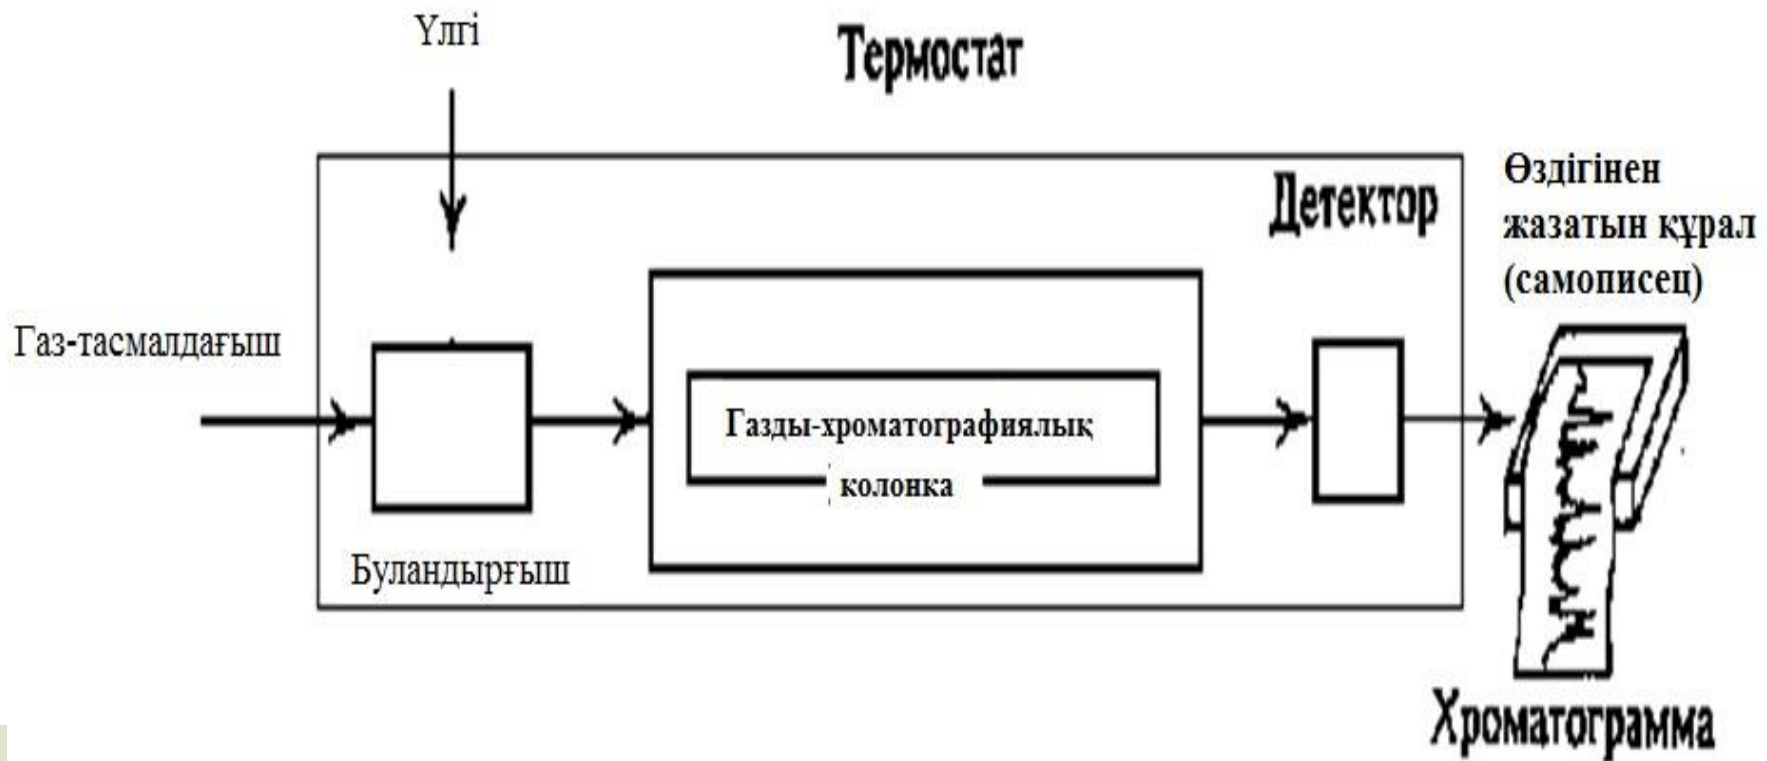 Үлгі
Термостат
Детектор
Өздігінен
жазатын құрал
(самописец)
Газ-тасмалдағыш
Газды-хроматографиялық
колонка
Буландырғыш
Хроматограмма